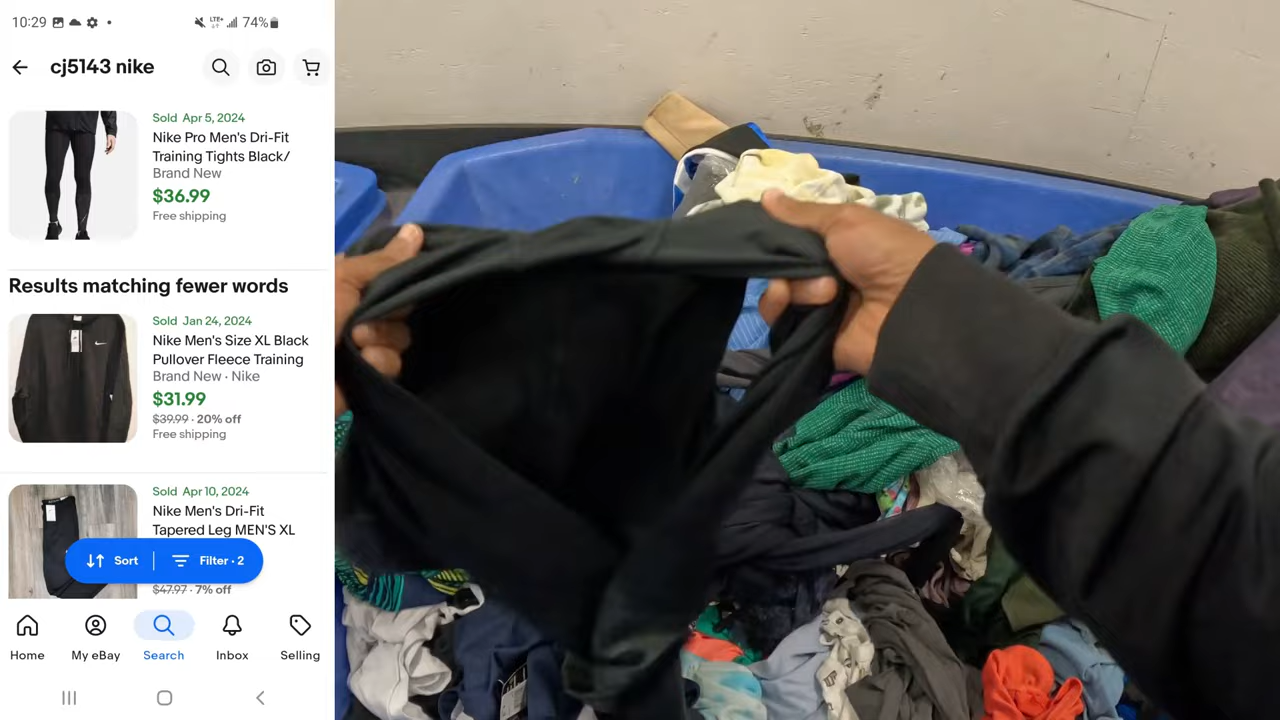 10:29 LTE+ 74%
cj5143 nike
Sold Apr 5, 2024
Nike Pro Men's Dri-Fit
Training Tights Black/
Brand New
$36.99
Free shipping
Results matching fewer words
Sold Jan 24, 2024
Nike Men's Size XL Black
Pullover Fleece Training
Brand New · Nike
$31.99
$39.99 · 20% off
Free shipping
Sold Apr 10, 2024
Nike Men's Dri-Fit
Tapered Leg MEN'S XL
Sort Filter · 2
$47.97 · 7% off
Home My eBay Search Inbox Selling